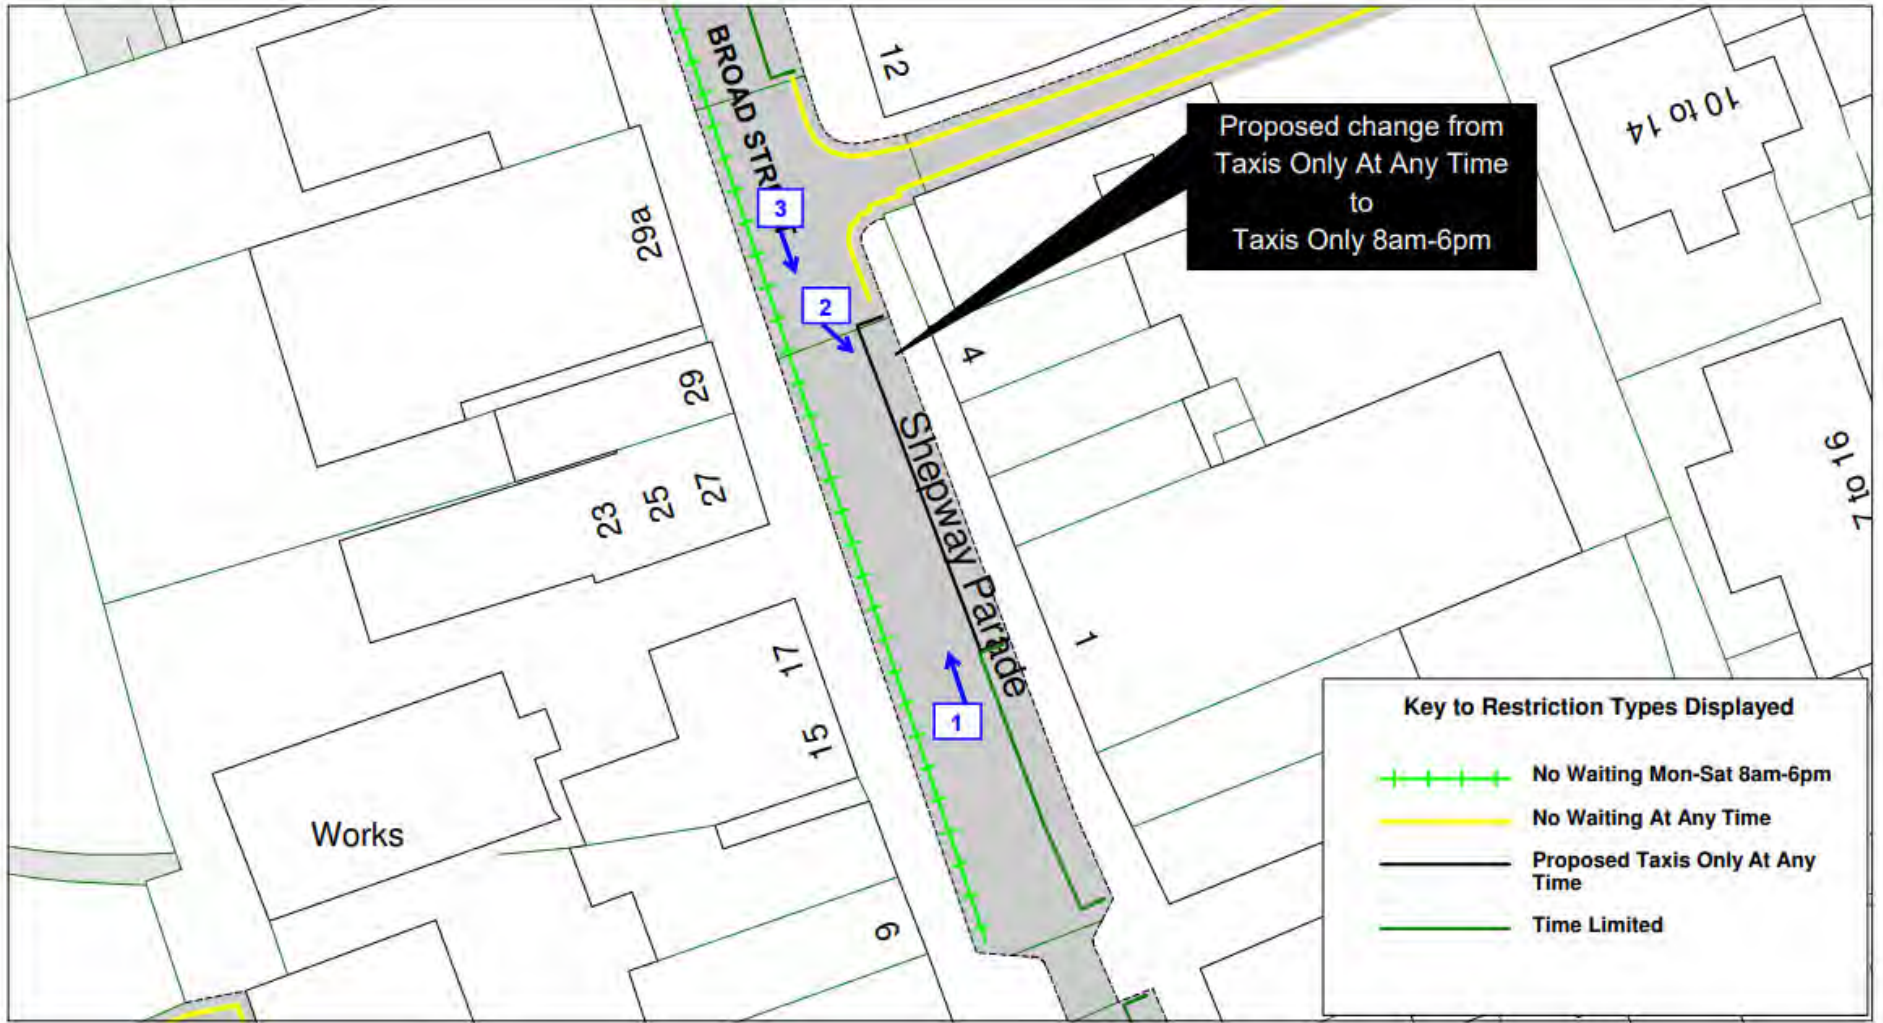 BROAD STR
12
Proposed change from
Taxis Only At Any Time
to
Taxis Only 8am-6pm
10 to 14
3
29a
2
4
29
Shepway Parade
7 to 16
27
25
23
1
17
1
15
Works
9
Key to Restriction Types Displayed
No Waiting Mon-Sat 8am-6pm
No Waiting At Any Time
Proposed Taxis Only At Any
Time
Time Limited